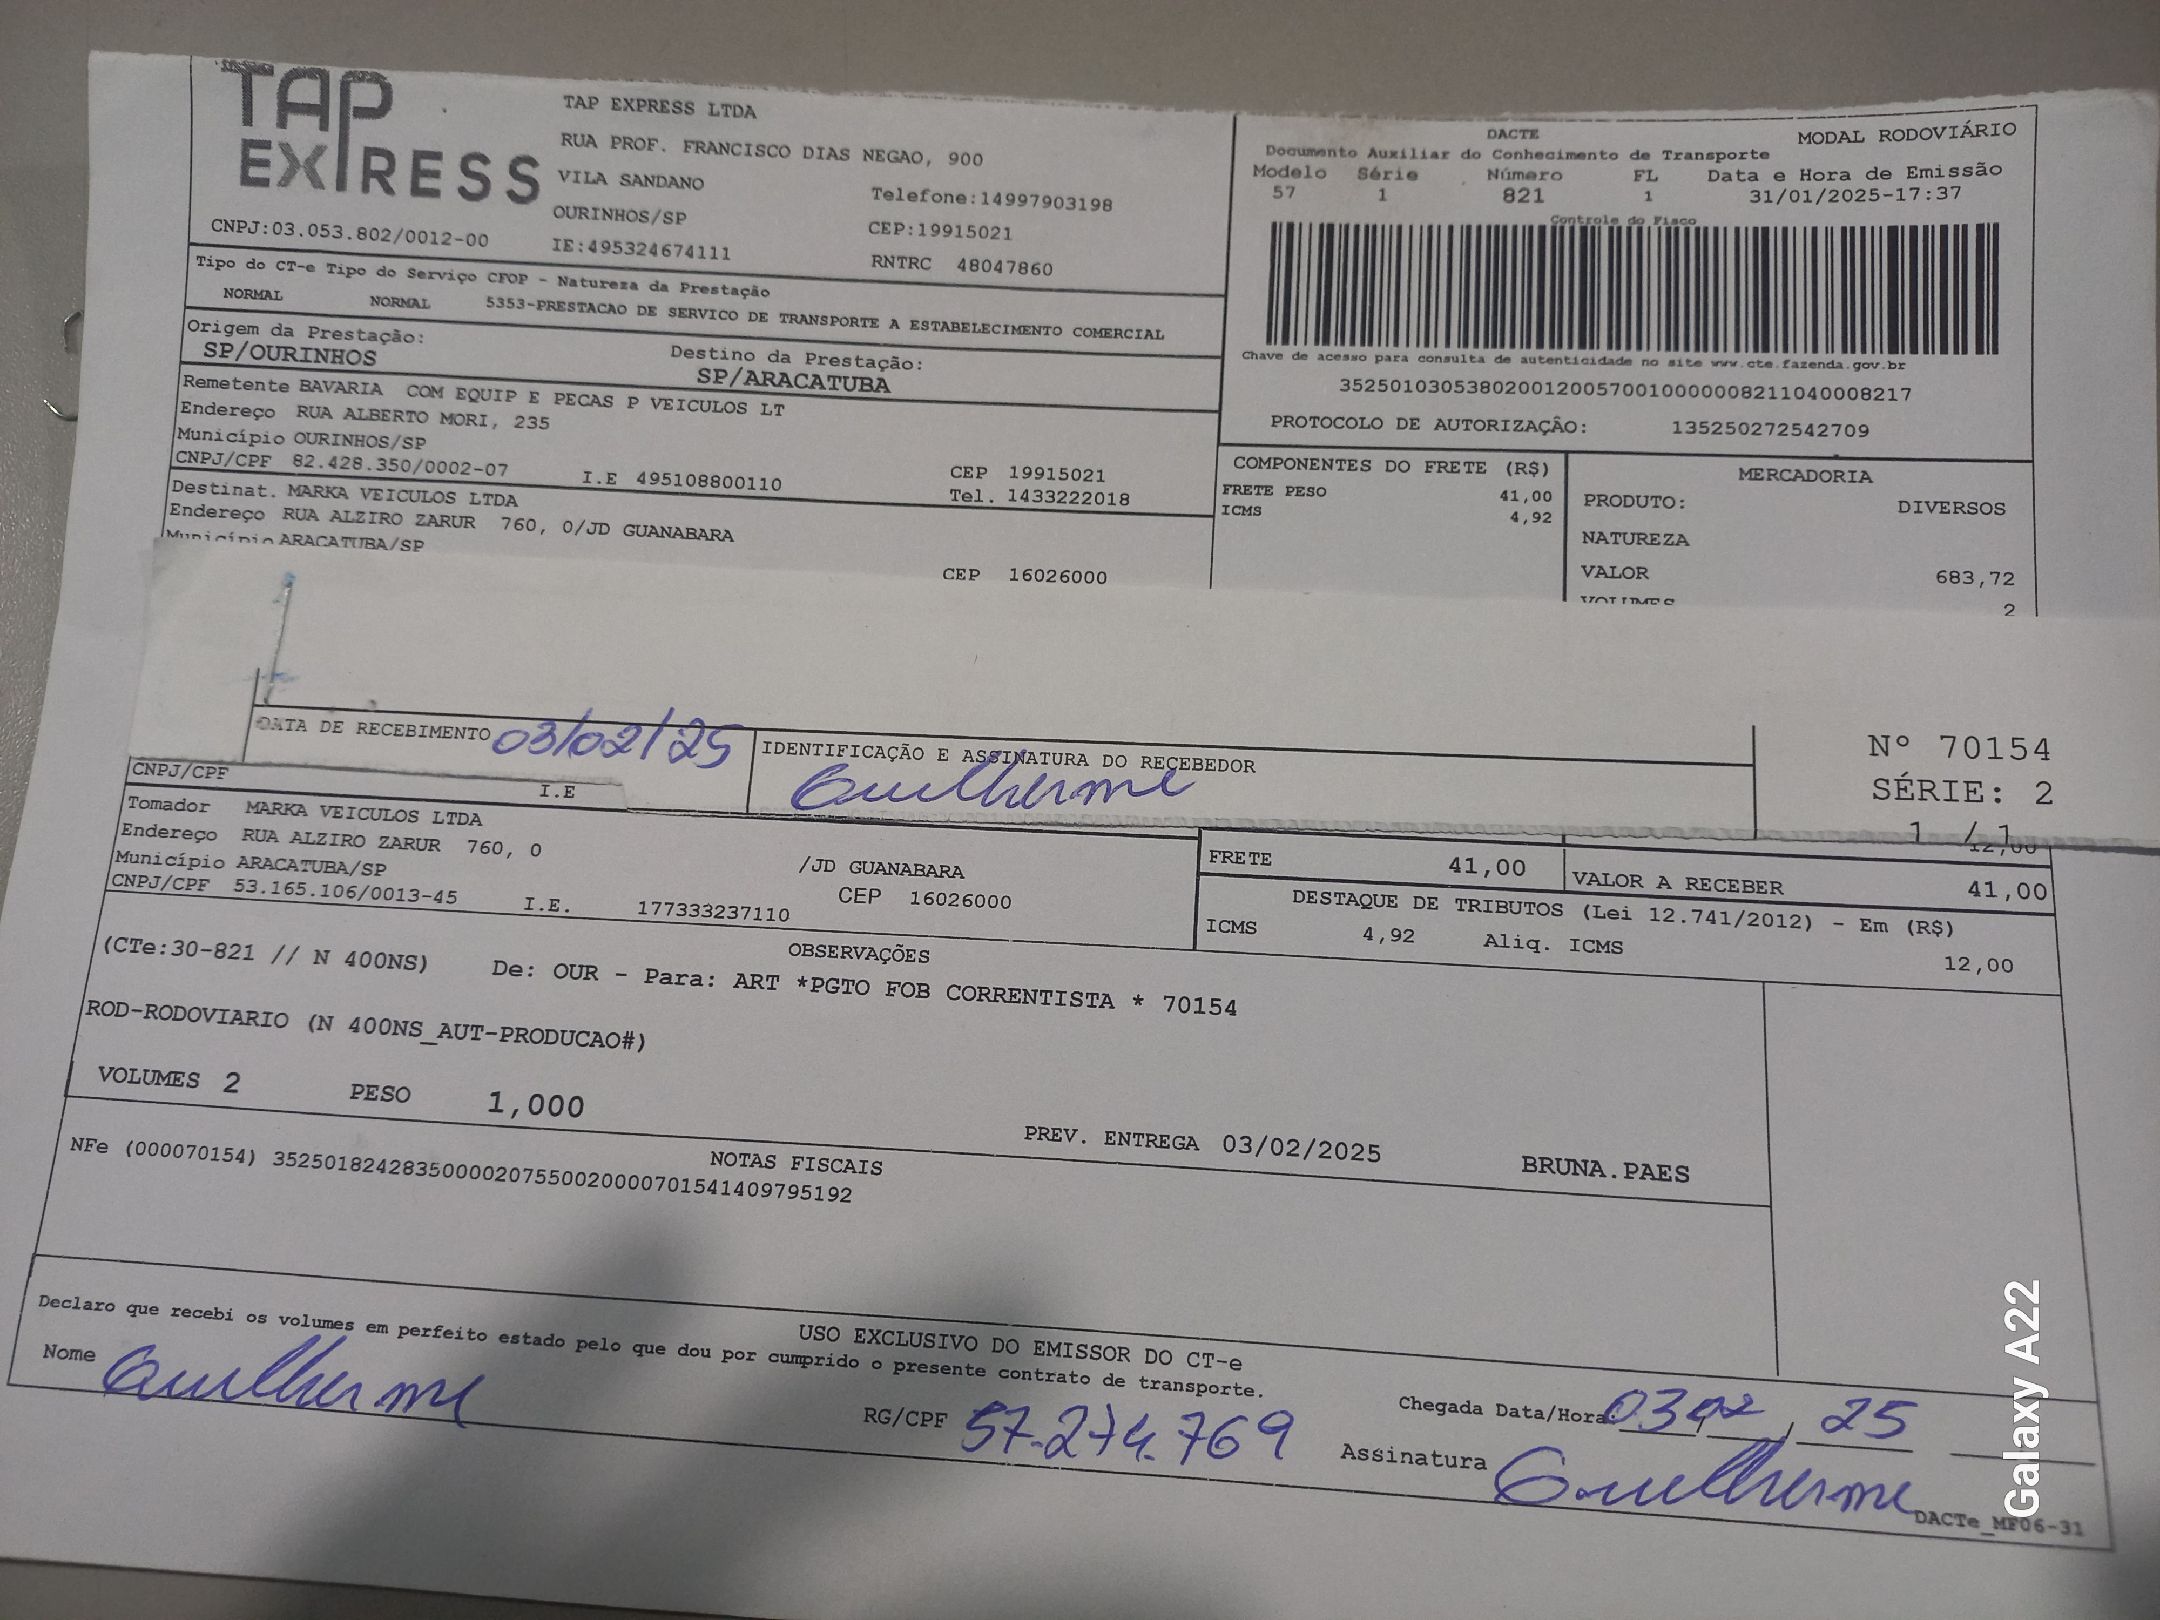 TAP EXPRESS
TAP EXPRESS LTDA
RUA PROF. FRANCISCO DIAS NEGAO, 900
VILA SANDANO
Telefone:14997903198
OURINHOS/SP
CEP:19915021
CNPJ:03.053.802/0012-00
IE:495324674111
RNTRC 48047860
DACTE
MODAL RODOVIÁRIO
Documento Auxiliar do Conhecimento de Transporte
Modelo Série Número FL Data e Hora de Emissão
57 1 821 1 31/01/2025-17:37
Controle do Fisco
Chave de acesso para consulta de autenticidade no site www.cte.fazenda.gov.br
35250103053802001200570010000008211040008217
PROTOCOLO DE AUTORIZAÇÂO: 135250272542709
Tipo do CT-e Tipo do Serviço CFOP - Natureza da Prestação
NORMAL NORMAL 5353-PRESTACAO DE SERVICO DE TRANSPORTE A ESTABELECIMENTO COMERCIAL
Origem da Prestação: Destino da Prestação:
SP/OURINHOS SP/ARACATUBA
Remetente BAVARIA COM EQUIP E PECAS P VEICULOS LT
Endereço RUA ALBERTO MORI, 235
Município OURINHOS/SP CEP 19915021
CNPJ/CPF 82.428.350/0002-07 I.E 495108800110 Tel. 1433222018
Destinat. MARKA VEICULOS LTDA
Endereço RUA ALZIRO ZARUR 760, 0/JD GUANABARA
Município ARACATUBA/SP CEP 16026000
COMPONENTES DO FRETE (R$)
FRETE PESO 41,00
ICMS 4,92
MERCADORIA
PRODUTO: DIVERSOS
NATUREZA
VALOR 683,72
VOLUMES 2
DATA DE RECEBIMENTO 03/02/25
IDENTIFICAÇÃO E ASSINATURA DO RECEBEDOR
Guilherme
Nº 70154
SÉRIE: 2
1 / 1
CNPJ/CPF I.E
12,00
Tomador MARKA VEICULOS LTDA
Endereço RUA ALZIRO ZARUR 760, 0 /JD GUANABARA
Município ARACATUBA/SP CEP 16026000
CNPJ/CPF 53.165.106/0013-45 I.E. 177333237110
FRETE 41,00 VALOR A RECEBER 41,00
DESTAQUE DE TRIBUTOS (Lei 12.741/2012) - Em (R$)
ICMS 4,92 Aliq. ICMS 12,00
OBSERVAÇÕES
(CTe:30-821 // N 400NS) De: OUR - Para: ART *PGTO FOB CORRENTISTA * 70154
ROD-RODOVIARIO (N 400NS_AUT-PRODUCAO#)
VOLUMES 2 PESO 1,000
PREV. ENTREGA 03/02/2025 BRUNA.PAES
NOTAS FISCAIS
NFe (000070154) 35250182428350000207550020000701541409795192
USO EXCLUSIVO DO EMISSOR DO CT-e
Declaro que recebi os volumes em perfeito estado pelo que dou por cumprido o presente contrato de transporte.
Nome Guilherme RG/CPF 57.274.769
Chegada Data/Hora: 03 02 , 25
Assinatura Guilherme
DACTe_MF06-31
Galaxy A22